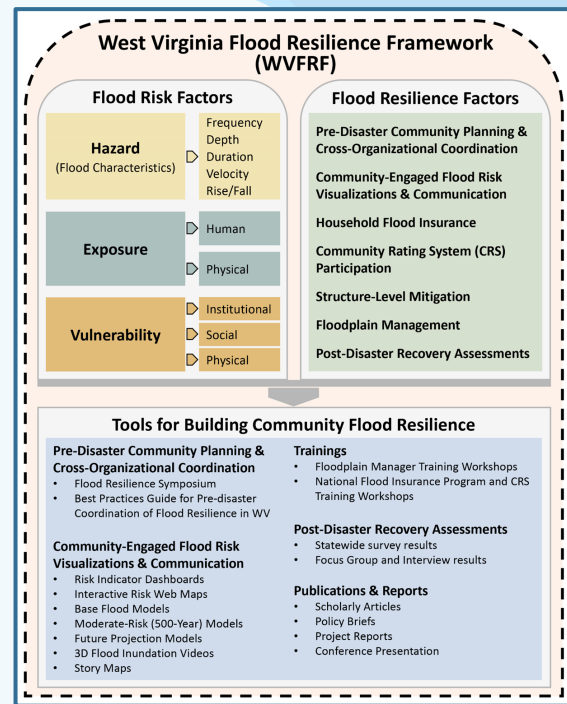 West Virginia Flood Resilience Framework
(WVFRF)
Flood Risk Factors
Hazard
(Flood Characteristics)
Frequency
Depth
Duration
Velocity
Rise/Fall
Exposure
Human
Physical
Vulnerability
Institutional
Social
Physical
Flood Resilience Factors
Pre-Disaster Community Planning &
Cross-Organizational Coordination
Community-Engaged Flood Risk
Visualizations & Communication
Household Flood Insurance
Community Rating System (CRS)
Participation
Structure-Level Mitigation
Floodplain Management
Post-Disaster Recovery Assessments
Tools for Building Community Flood Resilience
Pre-Disaster Community Planning &
Cross-Organizational Coordination
• Flood Resilience Symposium
• Best Practices Guide for Pre-disaster
Coordination of Flood Resilience in WV
Community-Engaged Flood Risk
Visualizations & Communication
• Risk Indicator Dashboards
• Interactive Risk Web Maps
• Base Flood Models
• Moderate-Risk (500-Year) Models
• Future Projection Models
• 3D Flood Inundation Videos
• Story Maps
Trainings
• Floodplain Manager Training Workshops
• National Flood Insurance Program and CRS
Training Workshops
Post-Disaster Recovery Assessments
• Statewide survey results
• Focus Group and Interview results
Publications & Reports
• Scholarly Articles
• Policy Briefs
• Project Reports
• Conference Presentation